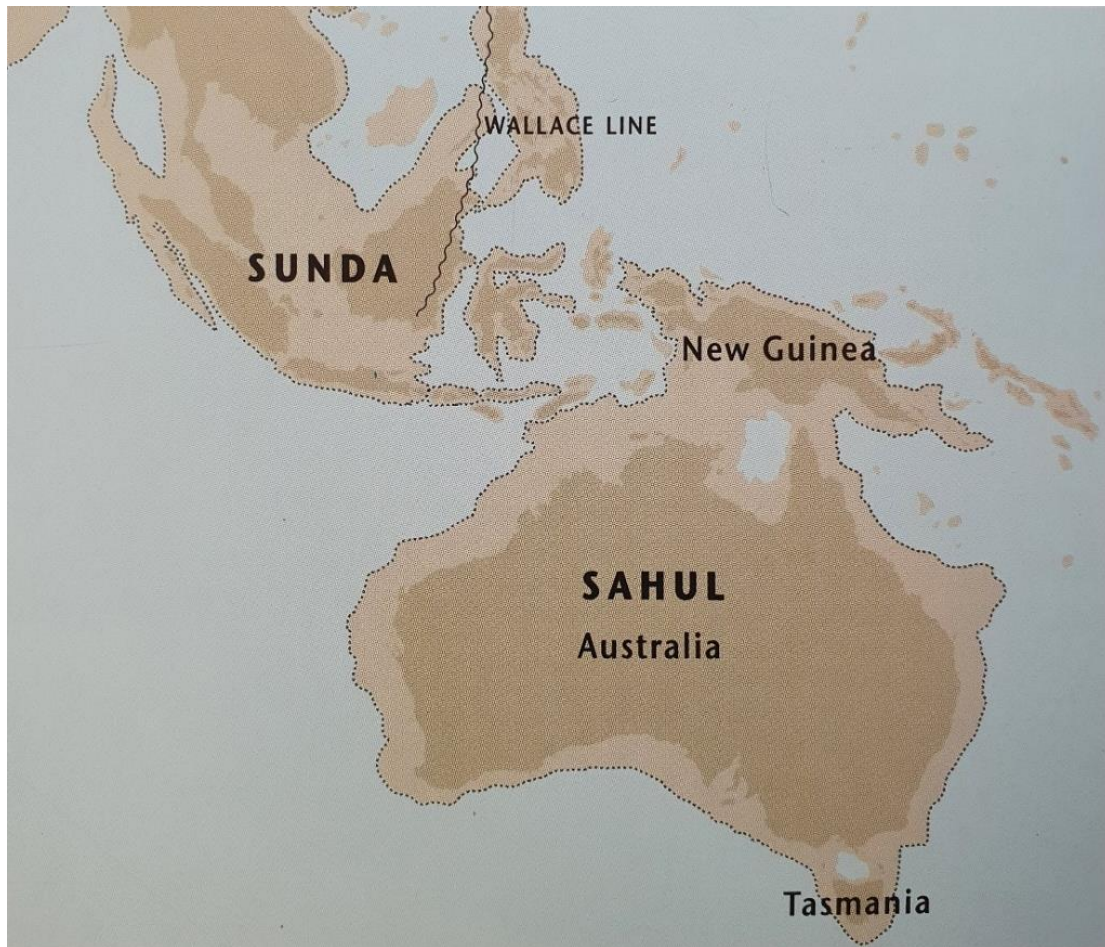 WALLACE LINE
SUNDA
New Guinea
SAHUL
Australia
Tasmania